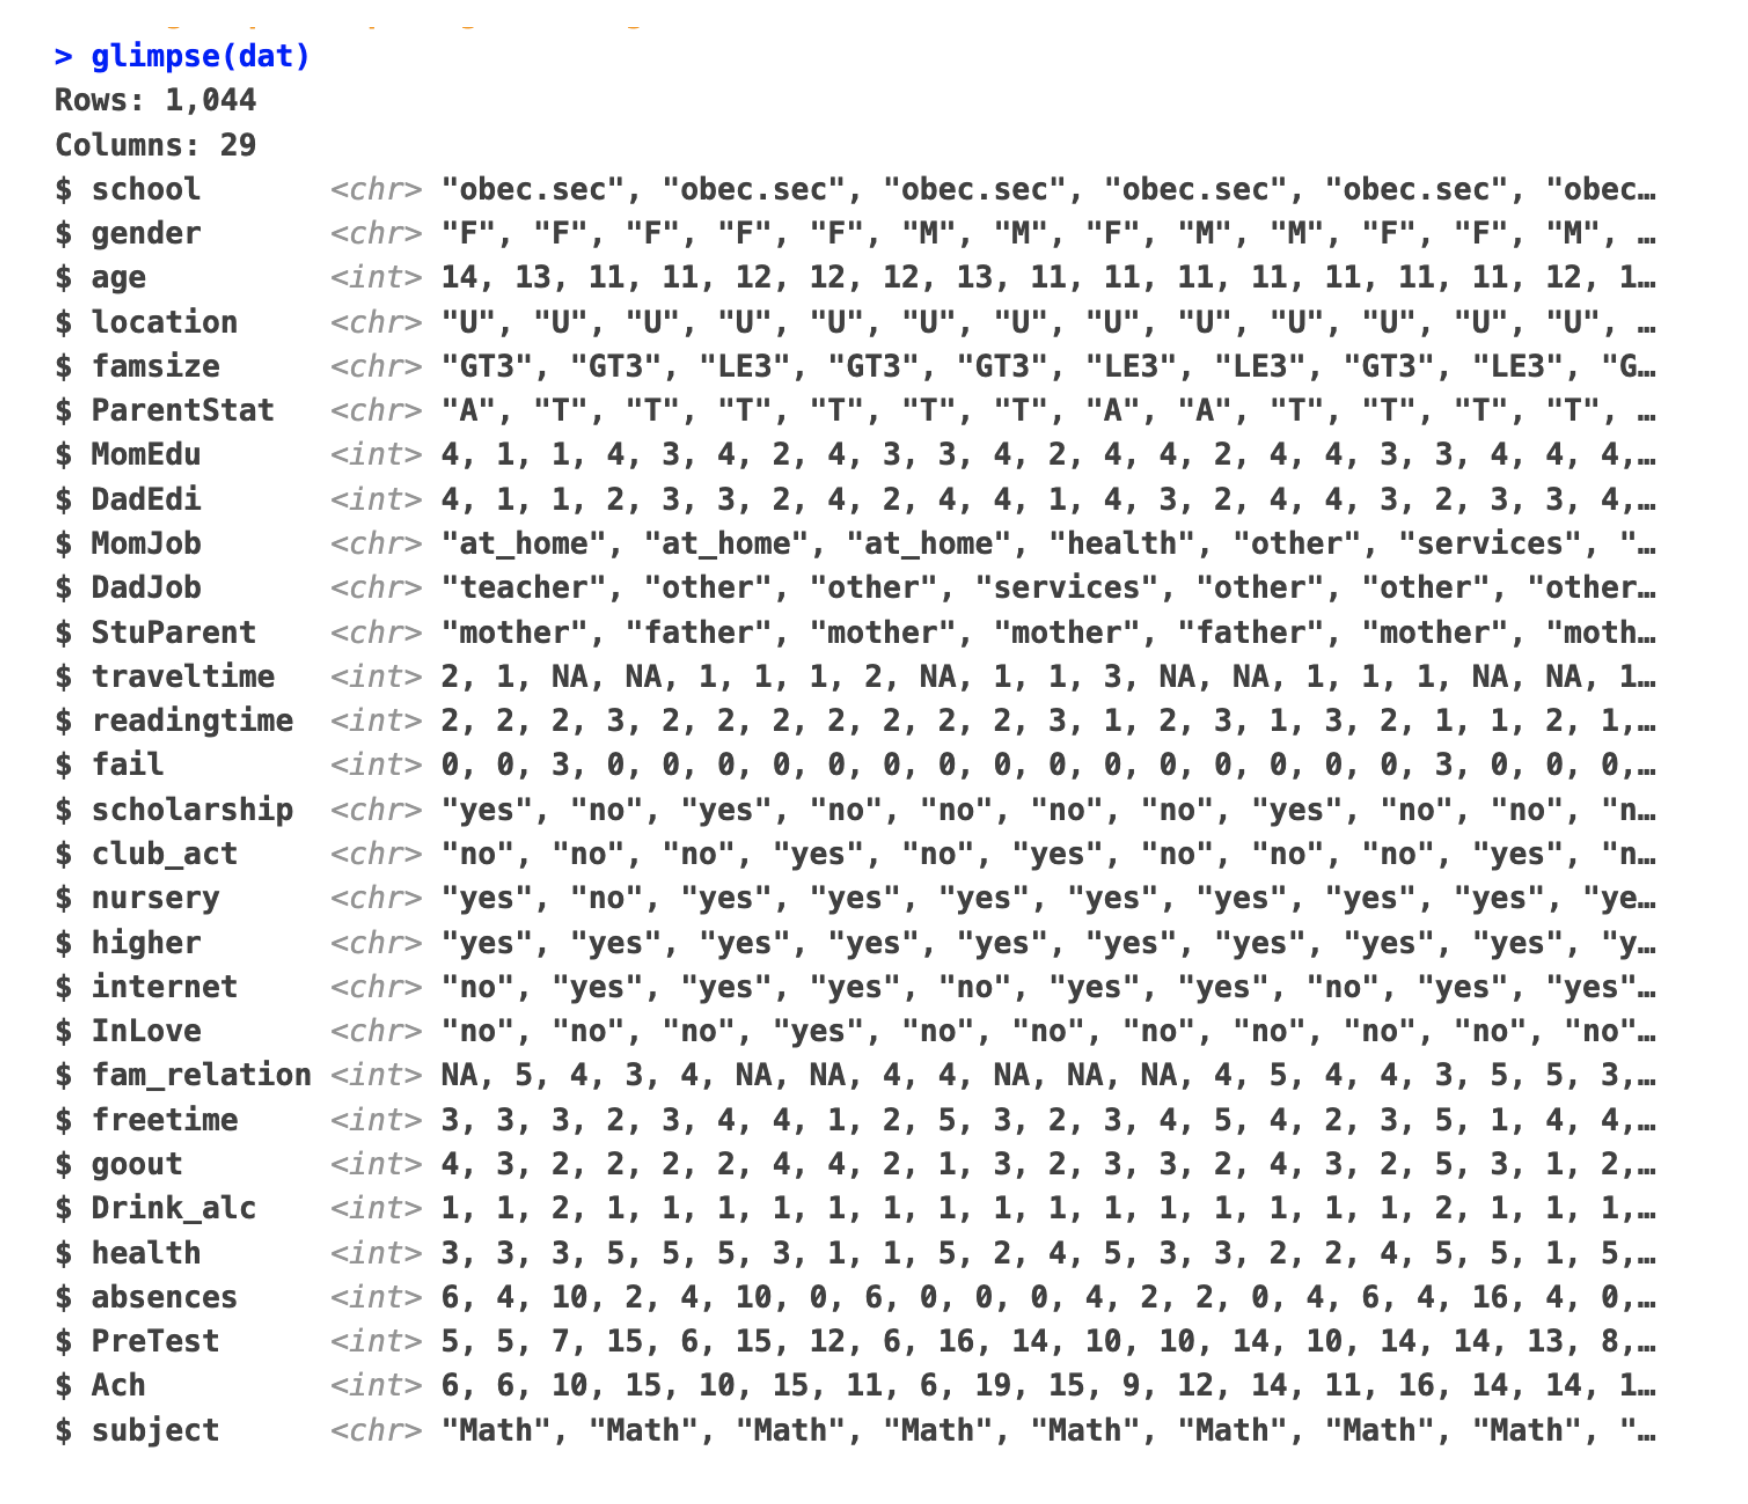 > glimpse(dat)
Rows: 1,044
Columns: 29
$ school       <chr> "obec.sec", "obec.sec", "obec.sec", "obec.sec", "obec.sec", "obec…
$ gender       <chr> "F", "F", "F", "F", "F", "M", "M", "F", "M", "M", "F", "F", "M", …
$ age          <int> 14, 13, 11, 11, 12, 12, 12, 13, 11, 11, 11, 11, 11, 11, 11, 12, 1…
$ location     <chr> "U", "U", "U", "U", "U", "U", "U", "U", "U", "U", "U", "U", "U", …
$ famsize      <chr> "GT3", "GT3", "LE3", "GT3", "GT3", "LE3", "LE3", "GT3", "LE3", "G…
$ ParentStat   <chr> "A", "T", "T", "T", "T", "T", "T", "A", "A", "T", "T", "T", "T", …
$ MomEdu       <int> 4, 1, 1, 4, 3, 4, 2, 4, 3, 3, 4, 2, 4, 4, 2, 4, 4, 3, 3, 4, 4, 4,…
$ DadEdi       <int> 4, 1, 1, 2, 3, 3, 2, 4, 2, 4, 4, 1, 4, 3, 2, 4, 4, 3, 2, 3, 3, 4,…
$ MomJob       <chr> "at_home", "at_home", "at_home", "health", "other", "services", "…
$ DadJob       <chr> "teacher", "other", "other", "services", "other", "other", "other…
$ StuParent    <chr> "mother", "father", "mother", "mother", "father", "mother", "moth…
$ traveltime   <int> 2, 1, NA, NA, 1, 1, 1, 2, NA, 1, 1, 3, NA, NA, 1, 1, 1, NA, NA, 1…
$ readingtime  <int> 2, 2, 2, 3, 2, 2, 2, 2, 2, 2, 2, 3, 1, 2, 3, 1, 3, 2, 1, 1, 2, 1,…
$ fail         <int> 0, 0, 3, 0, 0, 0, 0, 0, 0, 0, 0, 0, 0, 0, 0, 0, 0, 0, 3, 0, 0, 0,…
$ scholarship  <chr> "yes", "no", "yes", "no", "no", "no", "no", "yes", "no", "no", "n…
$ club_act     <chr> "no", "no", "no", "yes", "no", "yes", "no", "no", "no", "yes", "n…
$ nursery      <chr> "yes", "no", "yes", "yes", "yes", "yes", "yes", "yes", "yes", "ye…
$ higher       <chr> "yes", "yes", "yes", "yes", "yes", "yes", "yes", "yes", "yes", "y…
$ internet     <chr> "no", "yes", "yes", "yes", "no", "yes", "yes", "no", "yes", "yes"…
$ InLove       <chr> "no", "no", "no", "yes", "no", "no", "no", "no", "no", "no", "no"…
$ fam_relation <int> NA, 5, 4, 3, 4, NA, NA, 4, 4, NA, NA, NA, 4, 5, 4, 4, 3, 5, 5, 3,…
$ freetime     <int> 3, 3, 3, 2, 3, 4, 4, 1, 2, 5, 3, 2, 3, 4, 5, 4, 2, 3, 5, 1, 4, 4,…
$ goout        <int> 4, 3, 2, 2, 2, 2, 4, 4, 2, 1, 3, 2, 3, 3, 2, 4, 3, 2, 5, 3, 1, 2,…
$ Drink_alc    <int> 1, 1, 2, 1, 1, 1, 1, 1, 1, 1, 1, 1, 1, 1, 1, 1, 1, 1, 2, 1, 1, 1,…
$ health       <int> 3, 3, 3, 5, 5, 5, 3, 1, 1, 5, 2, 4, 5, 3, 3, 2, 2, 4, 5, 5, 1, 5,…
$ absences     <int> 6, 4, 10, 2, 4, 10, 0, 6, 0, 0, 0, 4, 2, 2, 0, 4, 6, 4, 16, 4, 0,…
$ PreTest      <int> 5, 5, 7, 15, 6, 15, 12, 6, 16, 14, 10, 10, 14, 10, 14, 14, 13, 8,…
$ Ach          <int> 6, 6, 10, 15, 10, 15, 11, 6, 19, 15, 9, 12, 14, 11, 16, 14, 14, 1…
$ subject      <chr> "Math", "Math", "Math", "Math", "Math", "Math", "Math", "Math", "…